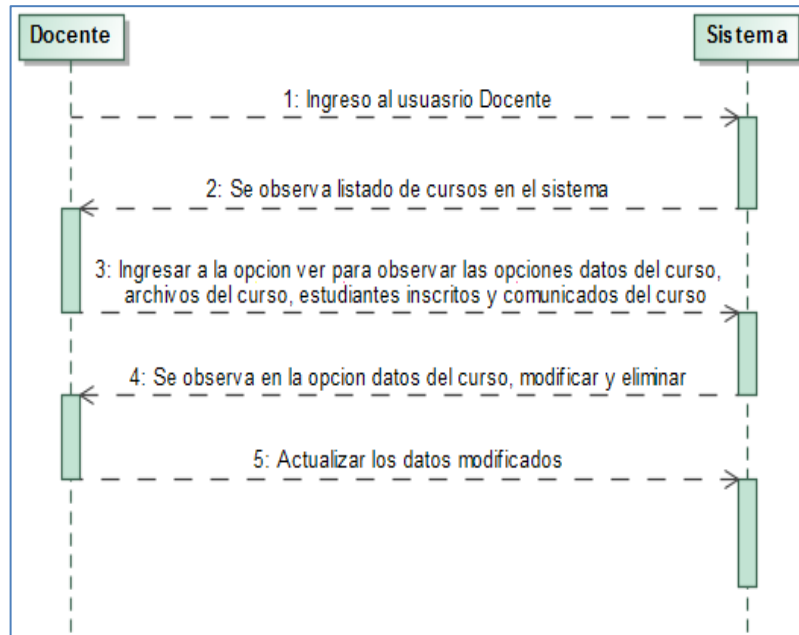 Docente
Sistema
1: Ingreso al usuasrio Docente
2: Se observa listado de cursos en el sistema
3: Ingresar a la opcion ver para observar las opciones datos del curso,
archivos del curso, estudiantes inscritos y comunicados del curso
4: Se observa en la opcion datos del curso, modificar y eliminar
5: Actualizar los datos modificados